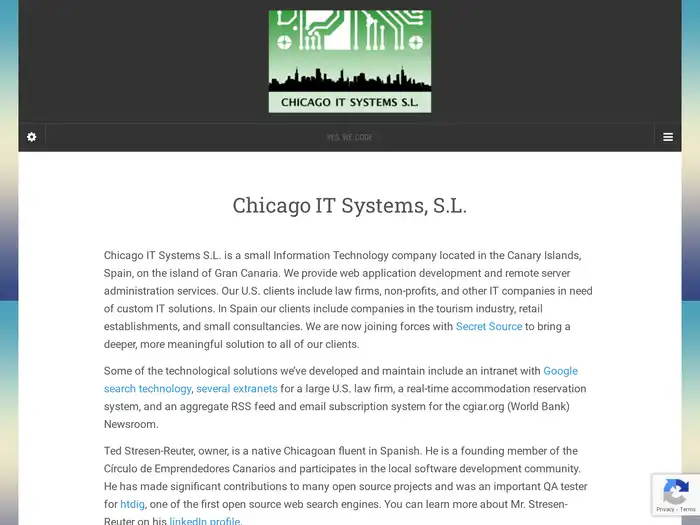 CHICAGO IT SYSTEMS S.L.
YES, WE CODE
Chicago IT Systems, S.L.
Chicago IT Systems S.L. is a small Information Technology company located in the Canary Islands,
Spain, on the island of Gran Canaria. We provide web application development and remote server
administration services. Our U.S. clients include law firms, non-profits, and other IT companies in need
of custom IT solutions. In Spain our clients include companies in the tourism industry, retail
establishments, and small consultancies. We are now joining forces with Secret Source to bring a
deeper, more meaningful solution to all of our clients.
Some of the technological solutions we've developed and maintain include an intranet with Google
search technology, several extranets for a large U.S. law firm, a real-time accommodation reservation
system, and an aggregate RSS feed and email subscription system for the cgiar.org (World Bank)
Newsroom.
Ted Stresen-Reuter, owner, is a native Chicagoan fluent in Spanish. He is a founding member of the
Círculo de Emprendedores Canarios and participates in the local software development community.
He has made significant contributions to many open source projects and was an important QA tester
for htdig, one of the first open source web search engines. You can learn more about Mr. Stresen-
Reuter on his linkedIn profile.
Privacy - Terms